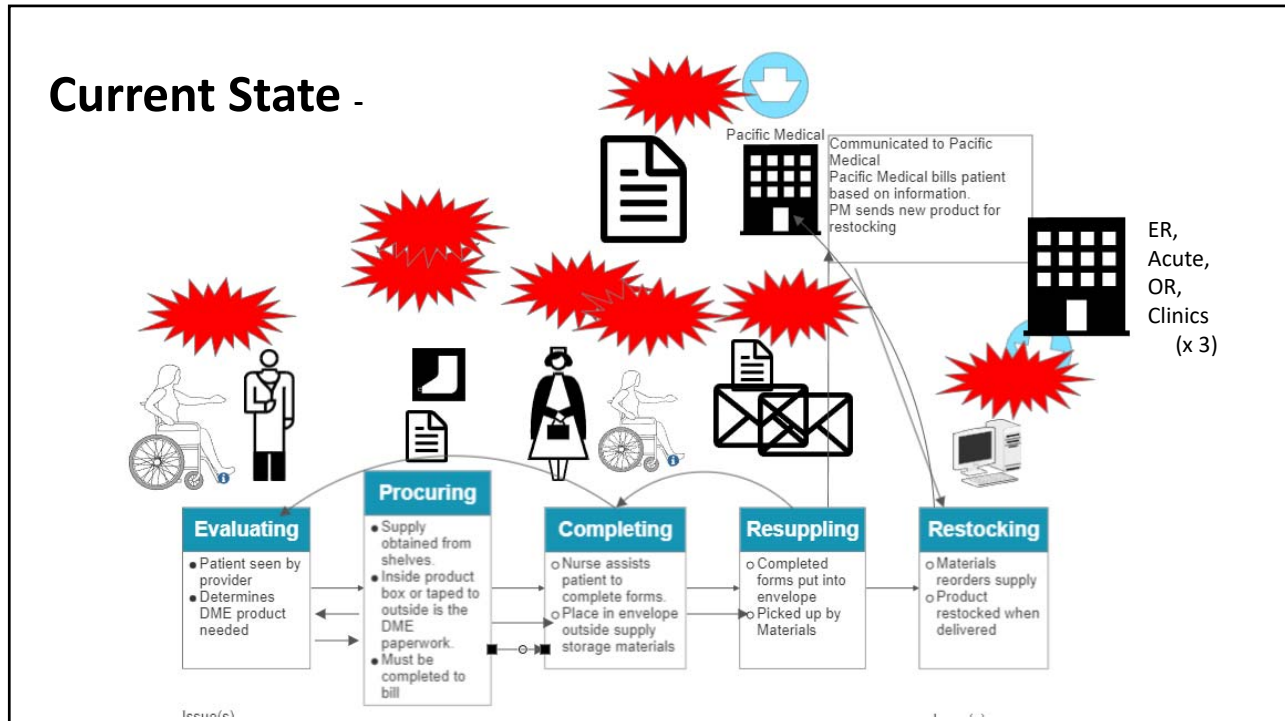 Current State -
Pacific Medical
Communicated to Pacific
Medical
Pacific Medical bills patient
based on information.
PM sends new product for
restocking
ER,
Acute,
OR,
Clinics
(x 3)
Evaluating
• Patient seen by
provider
• Determines
DME product
needed
Procuring
• Supply
obtained from
shelves.
• Inside product
box or taped to
outside is the
DME
paperwork.
• Must be
completed to
bill
Completing
○ Nurse assists
patient to
complete forms.
○ Place in envelope
outside supply
storage materials
Resuppling
○ Completed
forms put into
envelope
○ Picked up by
Materials
Restocking
○ Materials
reorders supply
○ Product
restocked when
delivered
Issue(s)